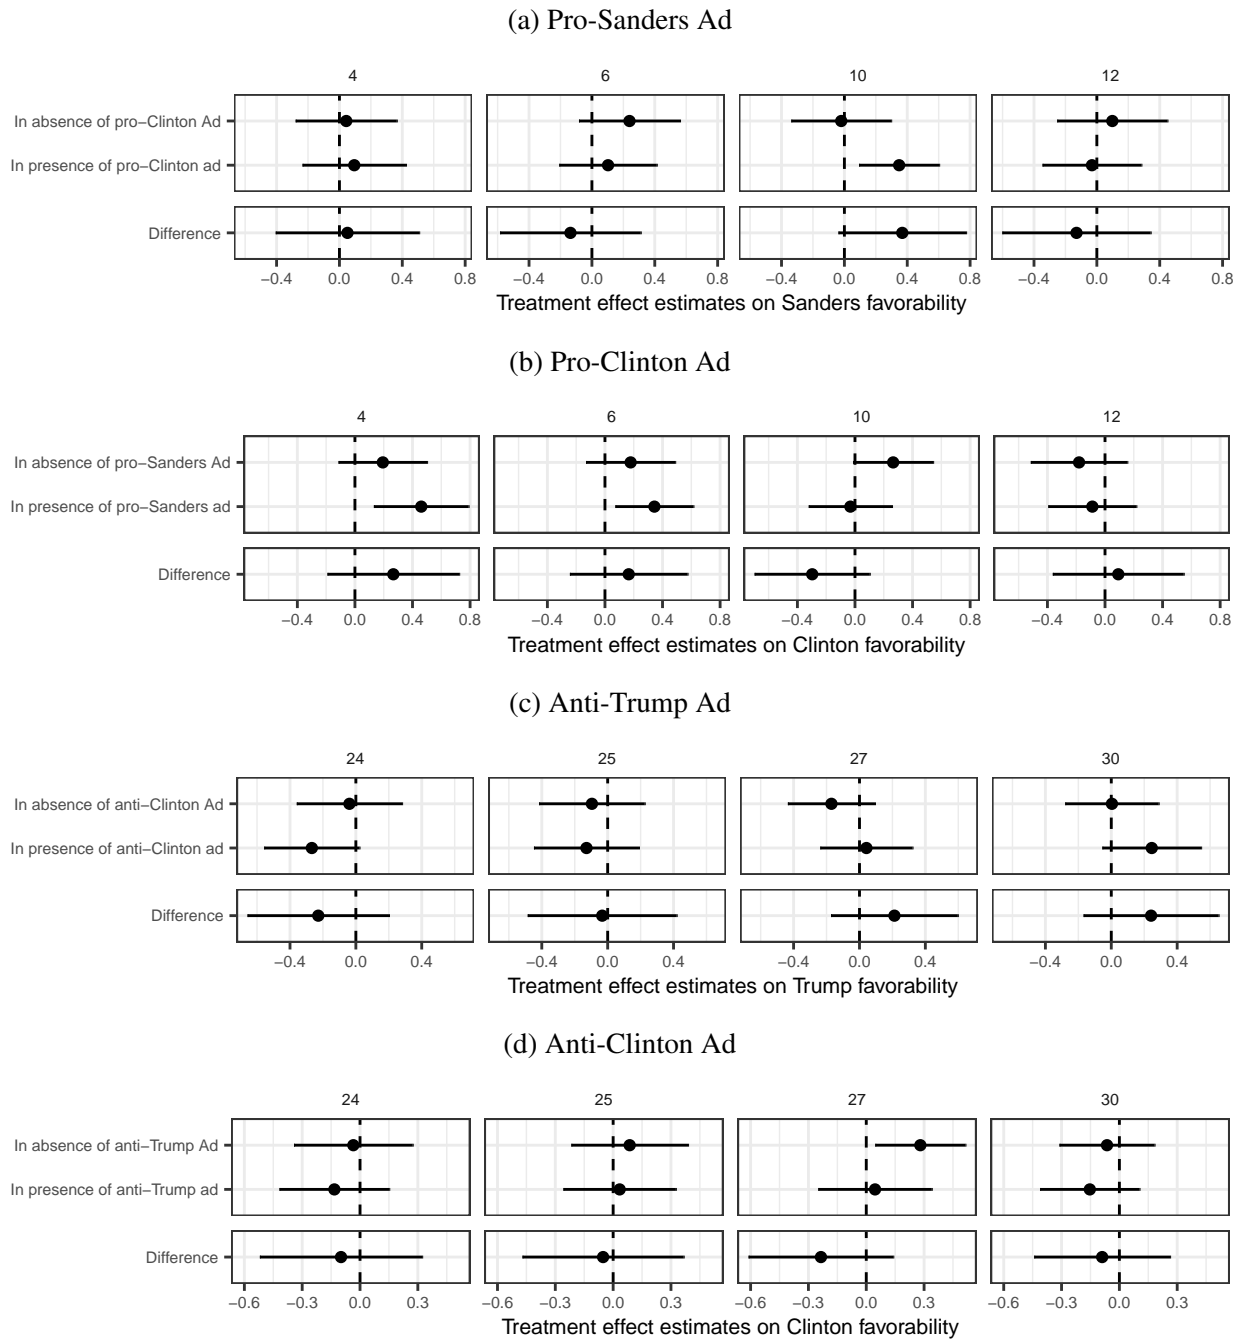 (a) Pro-Sanders Ad
4 6 10 12
In absence of pro−Clinton Ad
In presence of pro−Clinton ad
Difference
−0.4 0.0 0.4 0.8 −0.4 0.0 0.4 0.8 −0.4 0.0 0.4 0.8 −0.4 0.0 0.4 0.8
Treatment effect estimates on Sanders favorability
(b) Pro-Clinton Ad
4 6 10 12
In absence of pro−Sanders Ad
In presence of pro−Sanders ad
Difference
−0.4 0.0 0.4 0.8 −0.4 0.0 0.4 0.8 −0.4 0.0 0.4 0.8 −0.4 0.0 0.4 0.8
Treatment effect estimates on Clinton favorability
(c) Anti-Trump Ad
24 25 27 30
In absence of anti−Clinton Ad
In presence of anti−Clinton ad
Difference
−0.4 0.0 0.4 −0.4 0.0 0.4 −0.4 0.0 0.4 −0.4 0.0 0.4
Treatment effect estimates on Trump favorability
(d) Anti-Clinton Ad
24 25 27 30
In absence of anti−Trump Ad
In presence of anti−Trump ad
Difference
−0.6 −0.3 0.0 0.3 −0.6 −0.3 0.0 0.3 −0.6 −0.3 0.0 0.3 −0.6 −0.3 0.0 0.3
Treatment effect estimates on Clinton favorability